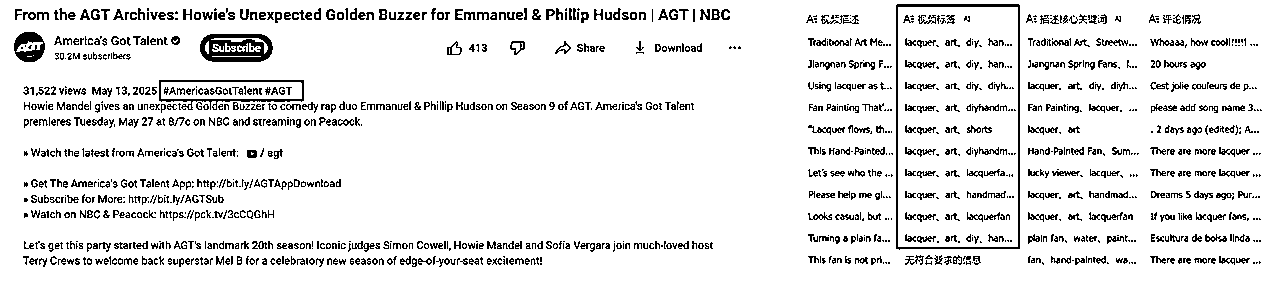 From the AGT Archives: Howie's Unexpected Golden Buzzer for Emmanuel & Phillip Hudson | AGT | NBC
AGT
America's Got Talent
30.2M subscribers
Subscribe
413
Share
Download
31,522 views May 13, 2025 #AmericasGotTalent #AGT
Howie Mandel gives an unexpected Golden Buzzer to comedy rap duo Emmanuel & Phillip Hudson on Season 9 of AGT. America's Got Talent
premieres Tuesday, May 27 at 8/7c on NBC and streaming on Peacock.
» Watch the latest from America's Got Talent: / agt
» Get The America's Got Talent App: http://bit.ly/AGTAppDownload
» Subscribe for More: http://bit.ly/AGTSub
» Watch on NBC & Peacock: https://pck.tv/3cCQGhH
Let's get this party started with AGT's landmark 20th season! Iconic judges Simon Cowell, Howie Mandel and Sofía Vergara join much-loved host
Terry Crews to welcome back superstar Mel B for a celebratory new season of edge-of-your-seat excitement!
视频描述 视频标签 AI 描述核心关键词 AI 评论情况
Traditional Art Me... lacquer、art、diy、han... Traditional Art、Streetw... Whoaaa, how cool!!!!! ...
Jiangnan Spring F... lacquer、art、diy、han... Jiangnan Spring Fans、l... 20 hours ago
Using lacquer as t... lacquer、art、diy、diyh... lacquer、art、diy、diyh... Cest jolie couleurs de p...
Fan Painting That'... lacquer、art、diyhandm... Fan Painting、lacquer、... please add song name 3...
"Lacquer flows, th... lacquer、art、shorts lacquer、art . 2 days ago (edited); A...
This Hand-Painted... lacquer、art、diyhandm... Hand-Painted Fan、Sum... There are more lacquer ...
Let's see who the ... lacquer、art、lacquerfa... lucky viewer、lacquer、... There are more lacquer ...
Please help me gi... lacquer、art、handmad... lacquer、art、handmad... Dreams 5 days ago; Pur...
Looks casual, but ... lacquer、art、lacquerfan lacquer、art、lacquerfan If you like lacquer fans, ...
Turning a plain fa... lacquer、art、diy、han... plain fan、water、paint... Escultura de bolsa linda ...
This fan is not pri... 无符合要求的信息 fan、hand-painted、wa... There are more lacquer ...